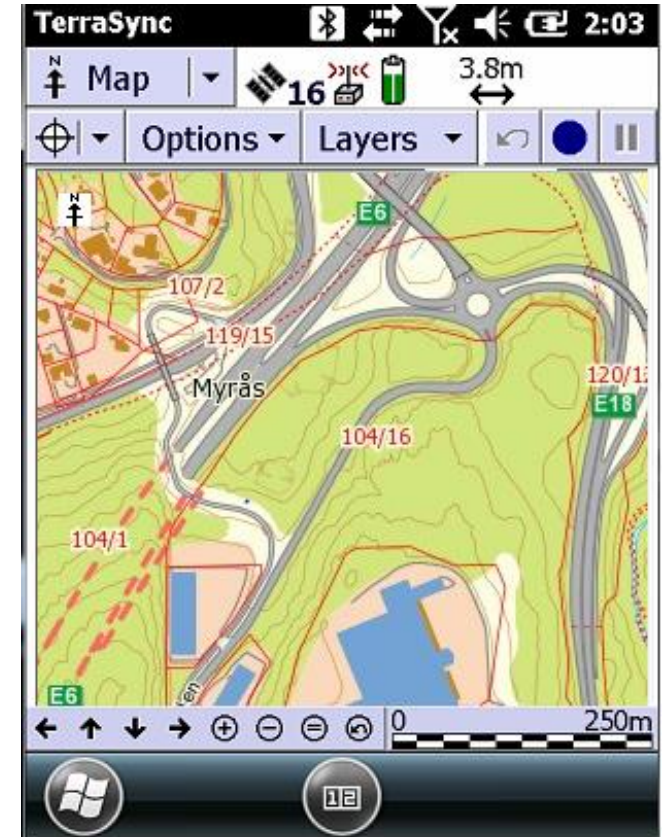 TerraSync 2:03
N Map 16 3.8m
Options Layers
N
E6
107/2
119/15
Myrås
120/1
E18
104/16
104/1
E6
0 250m